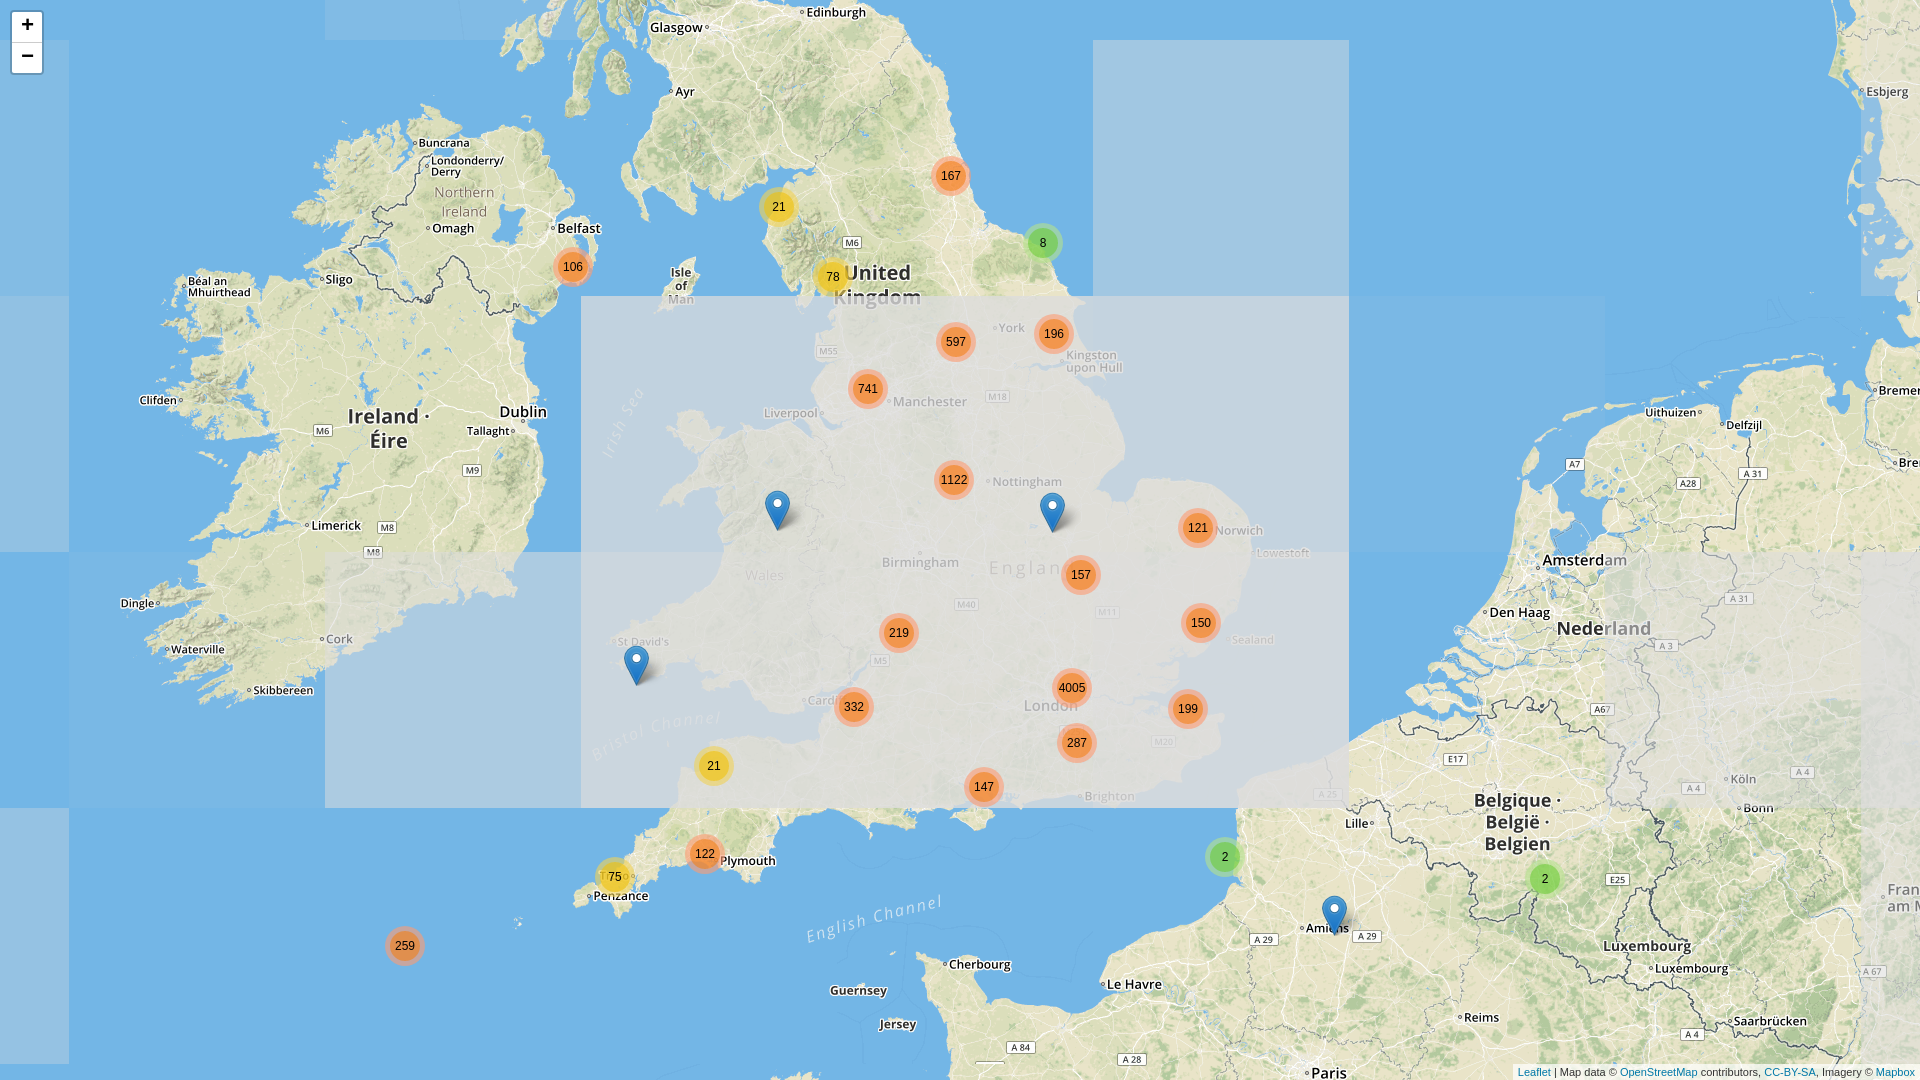 +
−
Edinburgh
Glasgow
Ayr
Esbjerg
Buncrana
Londonderry/
Derry
Northern
Ireland
Omagh
Belfast
167
21
M6
8
106
78
United
Kingdom
Isle
of
Man
Sligo
Béal an
Mhuirthead
York
196
597
M55
Kingston
upon Hull
741
Manchester
M18
Liverpool
Irish Sea
Clifden
Dublin
Tallaght
Ireland ·
Éire
M6
M9
Uithuizen
Delfzijl
A7
A 31
A28
1122
Nottingham
Limerick
M8
M8
121
Norwich
Lowestoft
Birmingham
Wales
157
Amsterdam
Dingle
M40
M11
A 31
150
Sealand
Den Haag
Nederland
219
Cork
St David's
M5
A 3
Waterville
Skibbereen
4005
London
332
199
A67
Bristol Channel
287
M20
E17
21
147
Brighton
A 25
Köln
A 4
A 4
Bonn
Belgique ·
België ·
Belgien
Lille
122
Plymouth
2
75
Penzance
2
E25
Amiens
A 29
A 29
English Channel
259
Luxembourg
Luxembourg
Cherbourg
A 67
Le Havre
Guernsey
Jersey
Reims
Saarbrücken
A 4
A 84
A 28
Paris
Leaflet | Map data © OpenStreetMap contributors, CC-BY-SA, Imagery © Mapbox